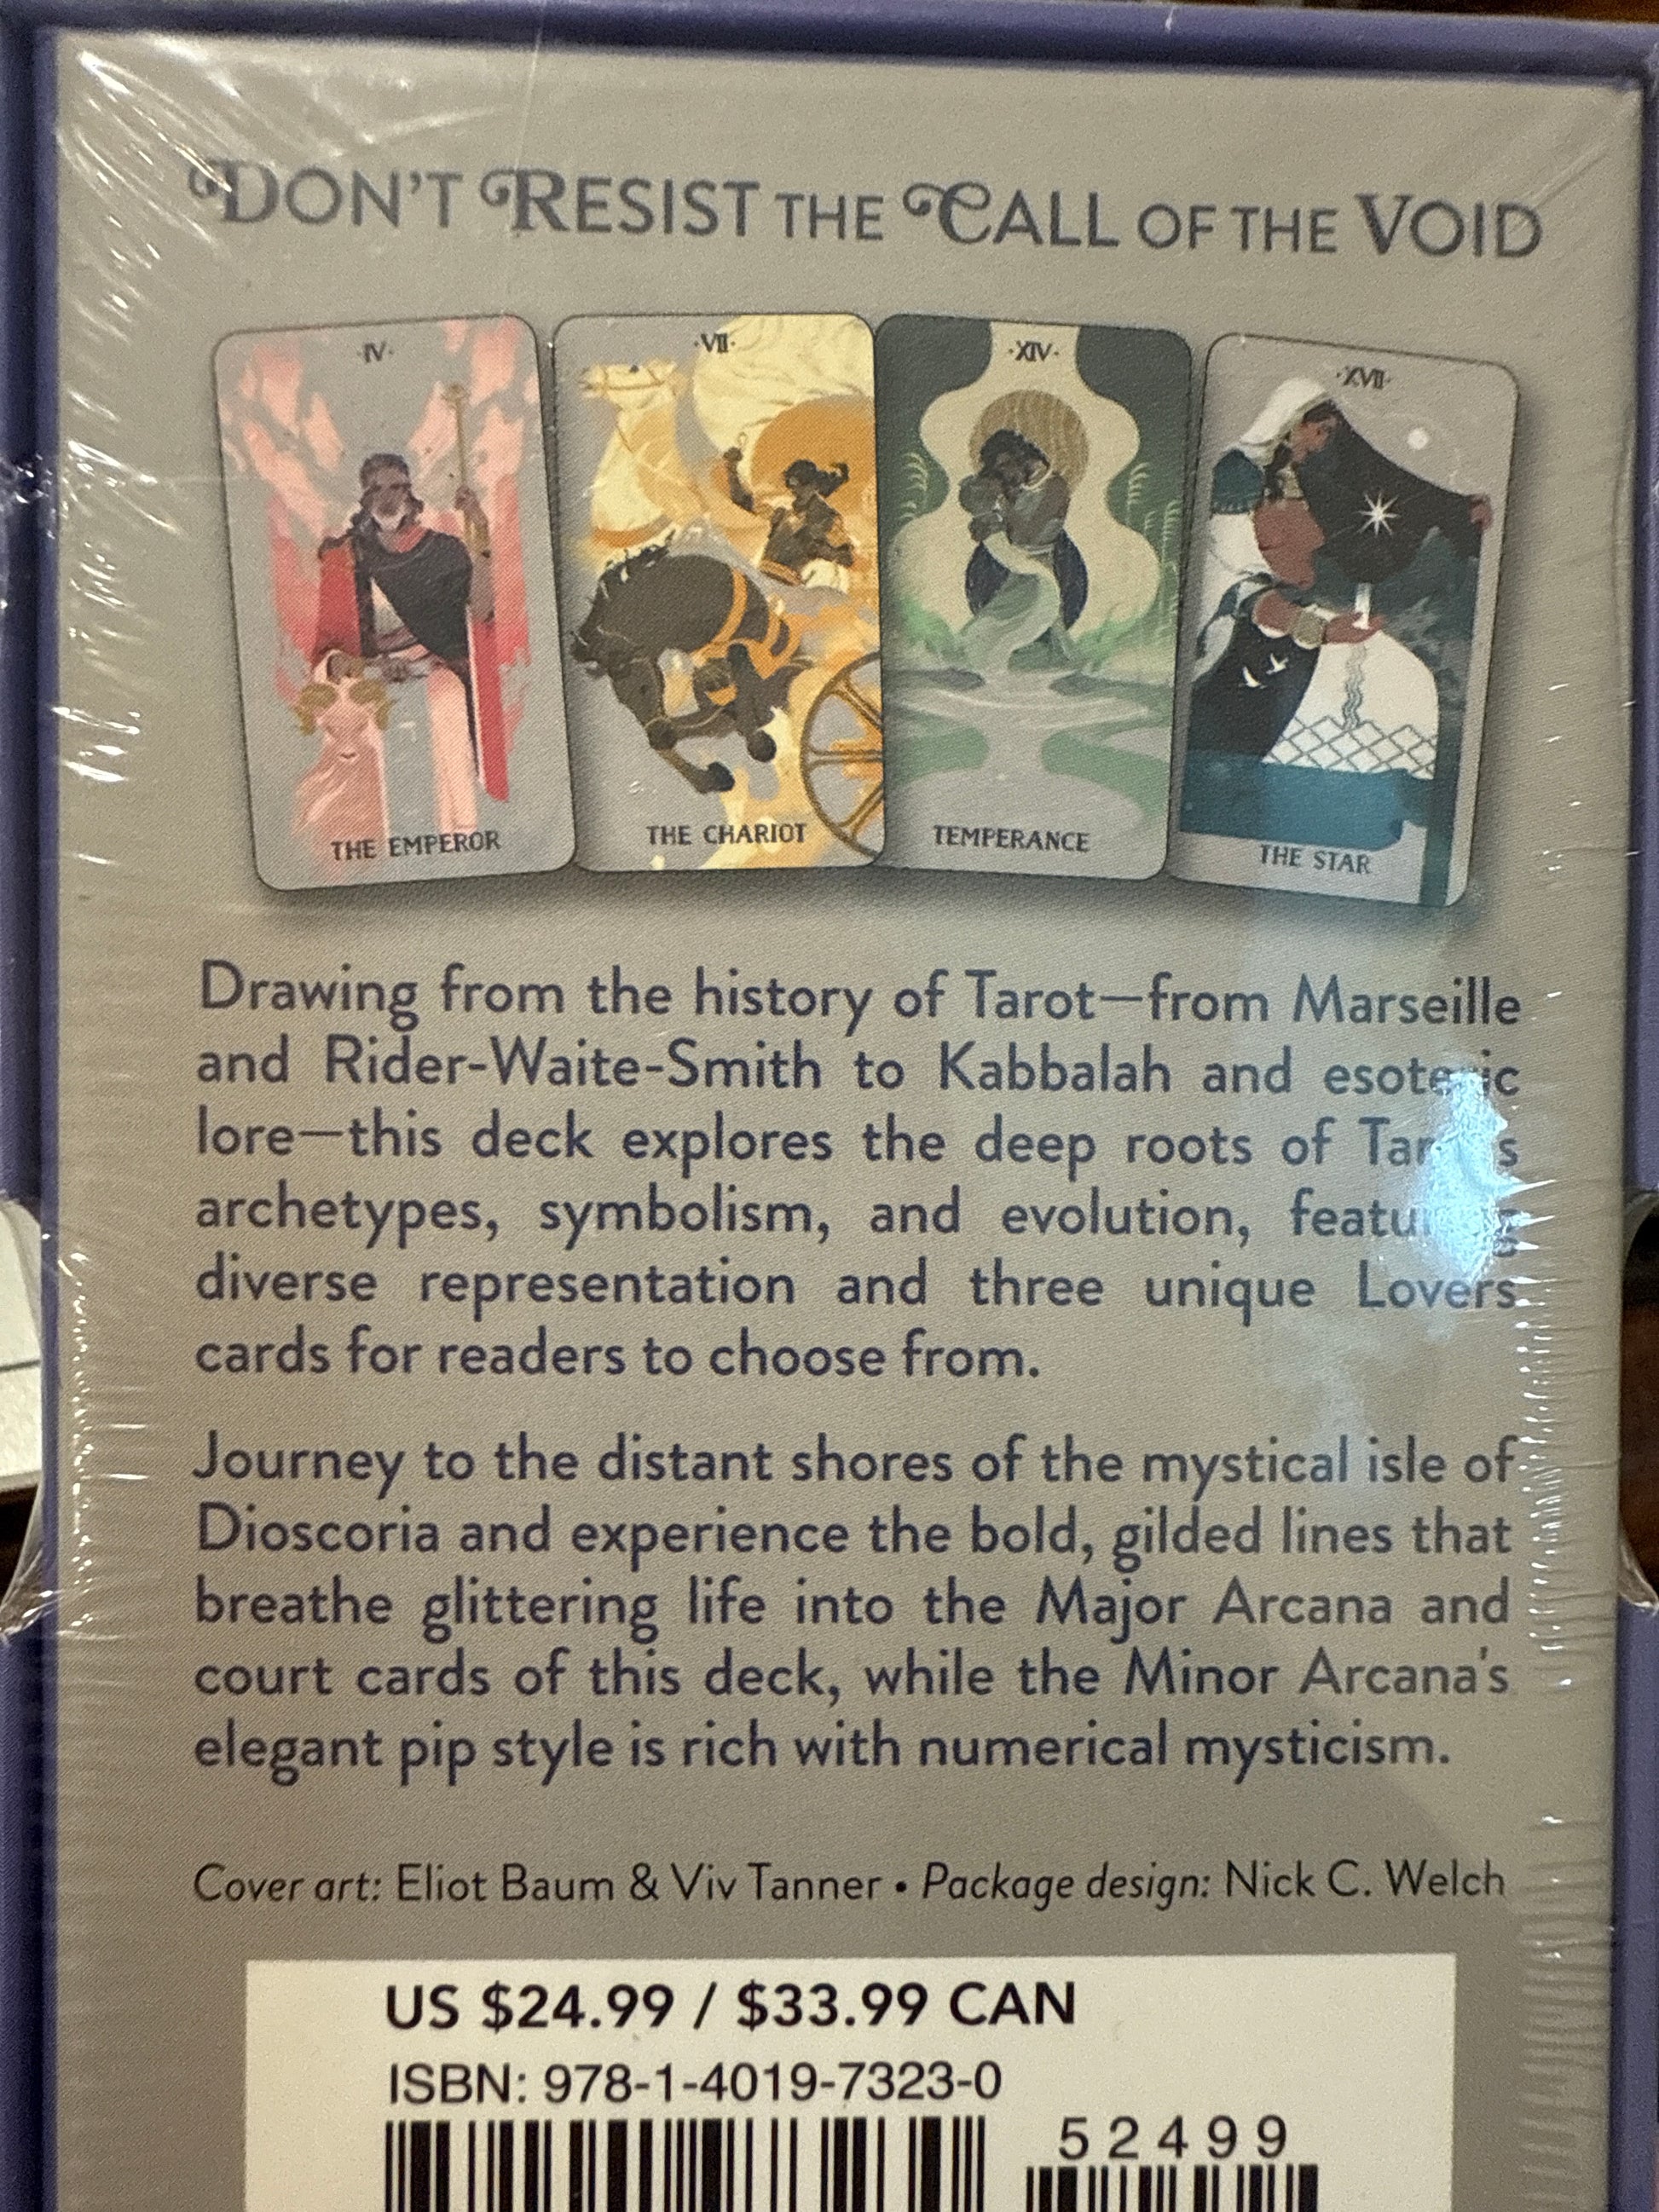 DON'T RESIST THE CALL OF THE VOID
·IV·
THE EMPEROR
·VII·
THE CHARIOT
·XIV·
TEMPERANCE
·XVII·
THE STAR
Drawing from the history of Tarot—from Marseille
and Rider-Waite-Smith to Kabbalah and esoteric
lore—this deck explores the deep roots of
archetypes, symbolism, and evolution,
diverse representation and three unique Lovers
cards for readers to choose from.
Journey to the distant shores of the mystical isle of
Dioscoria and experience the bold, gilded lines that
breathe glittering life into the Major Arcana and
court cards of this deck, while the Minor Arcana's
elegant pip style is rich with numerical mysticism.
Cover art: Eliot Baum & Viv Tanner • Package design: Nick C. Welch
US $24.99 / $33.99 CAN
ISBN: 978-1-4019-7323-0
52499